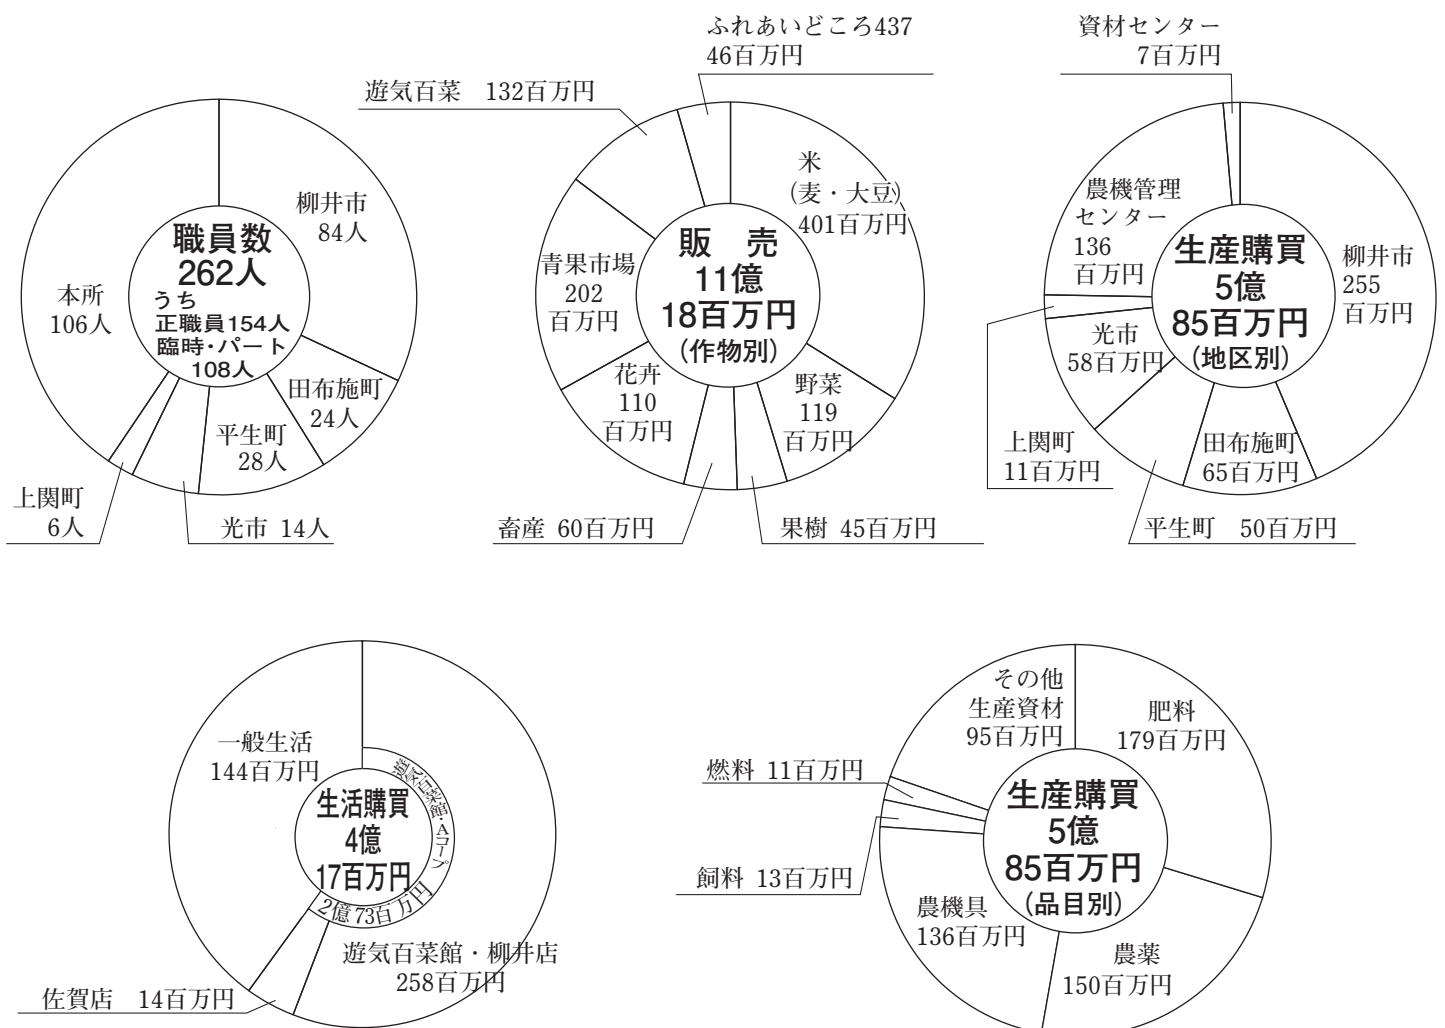 職員数
262人
うち
正職員154人
臨時・パート
108人
柳井市
84人
田布施町
24人
平生町
28人
光市 14人
上関町
6人
本所
106人
販 売
11億
18百万円
(作物別)
米
(麦・大豆)
401百万円
野菜
119
百万円
果樹 45百万円
畜産 60百万円
花卉
110
百万円
青果市場
202
百万円
遊気百菜 132百万円
ふれあいどころ437
46百万円
生産購買
5億
85百万円
(地区別)
柳井市
255
百万円
田布施町
65百万円
平生町 50百万円
光市
58百万円
上関町
11百万円
農機管理
センター
136
百万円
資材センター
7百万円
生活購買
4億
17百万円
遊気百菜館・Aコープ
2億73百万円
遊気百菜館・柳井店
258百万円
佐賀店 14百万円
一般生活
144百万円
生産購買
5億
85百万円
(品目別)
肥料
179百万円
農薬
150百万円
農機具
136百万円
飼料 13百万円
燃料 11百万円
その他
生産資材
95百万円